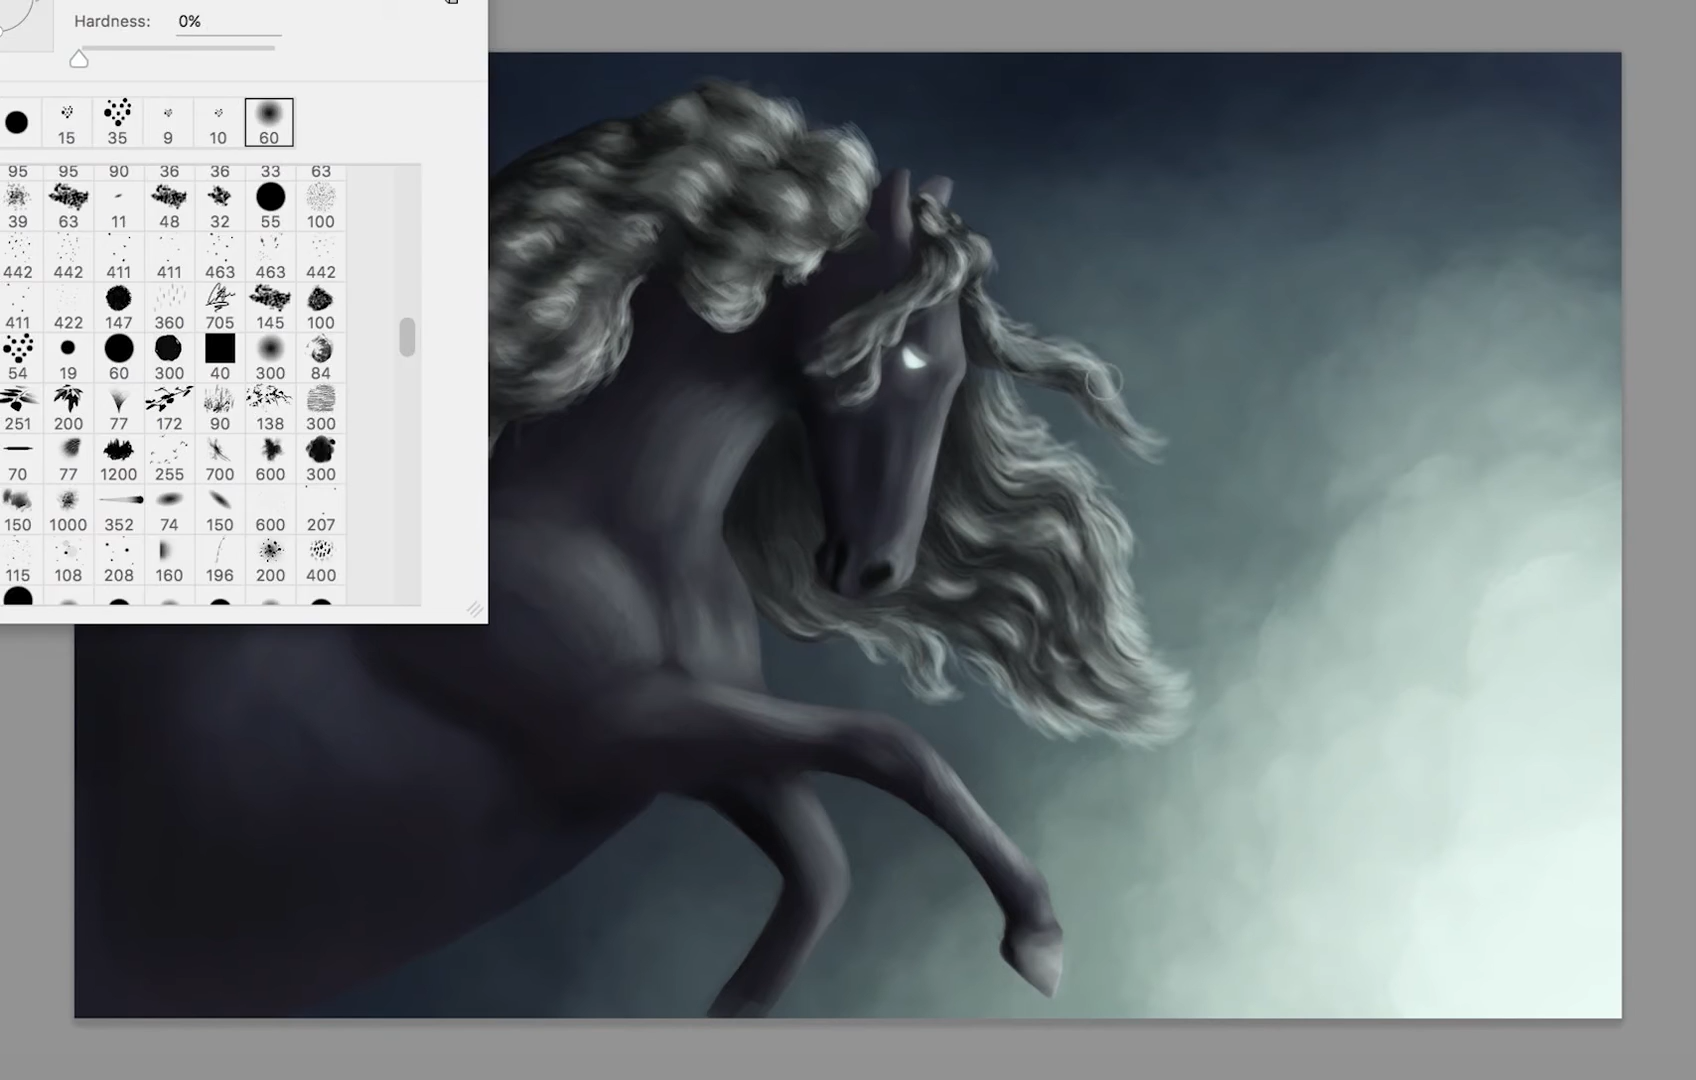 Hardness: 0%
15 35 9 10 60
95 95 90 36 36 33 63
39 63 11 48 32 55 100
442 442 411 411 463 463 442
411 422 147 360 705 145 100
54 19 60 300 40 300 84
251 200 77 172 90 138 300
70 77 1200 255 700 600 300
150 1000 352 74 150 600 207
115 108 208 160 196 200 400